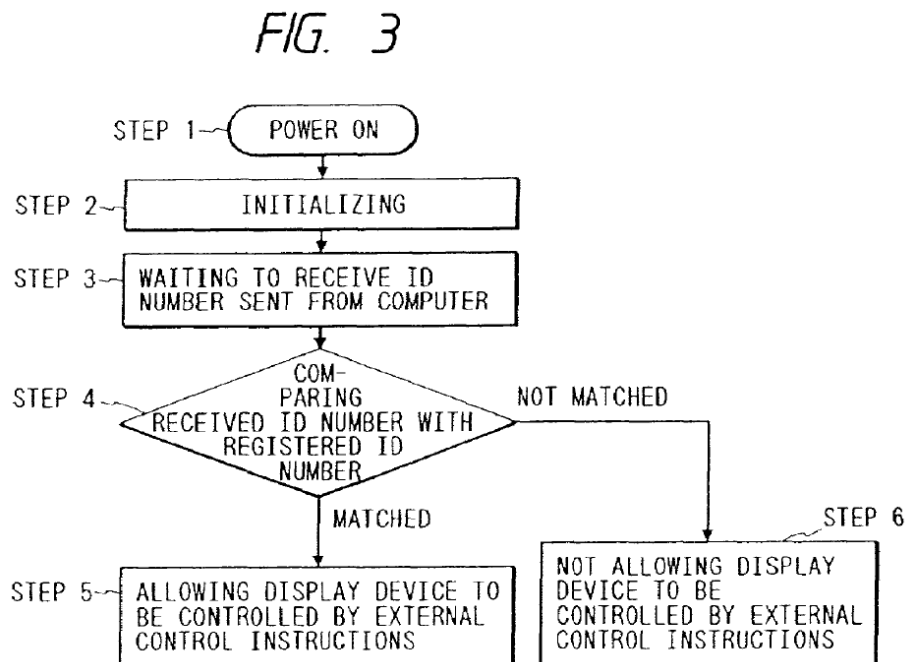 FIG. 3
STEP 1
POWER ON
STEP 2
INITIALIZING
STEP 3
WAITING TO RECEIVE ID
NUMBER SENT FROM COMPUTER
STEP 4
COM-
PARING
RECEIVED ID NUMBER WITH
REGISTERED ID
NUMBER
NOT MATCHED
MATCHED
STEP 5
ALLOWING DISPLAY DEVICE TO
BE CONTROLLED BY EXTERNAL
CONTROL INSTRUCTIONS
STEP 6
NOT ALLOWING DISPLAY
DEVICE TO BE
CONTROLLED BY EXTERNAL
CONTROL INSTRUCTIONS